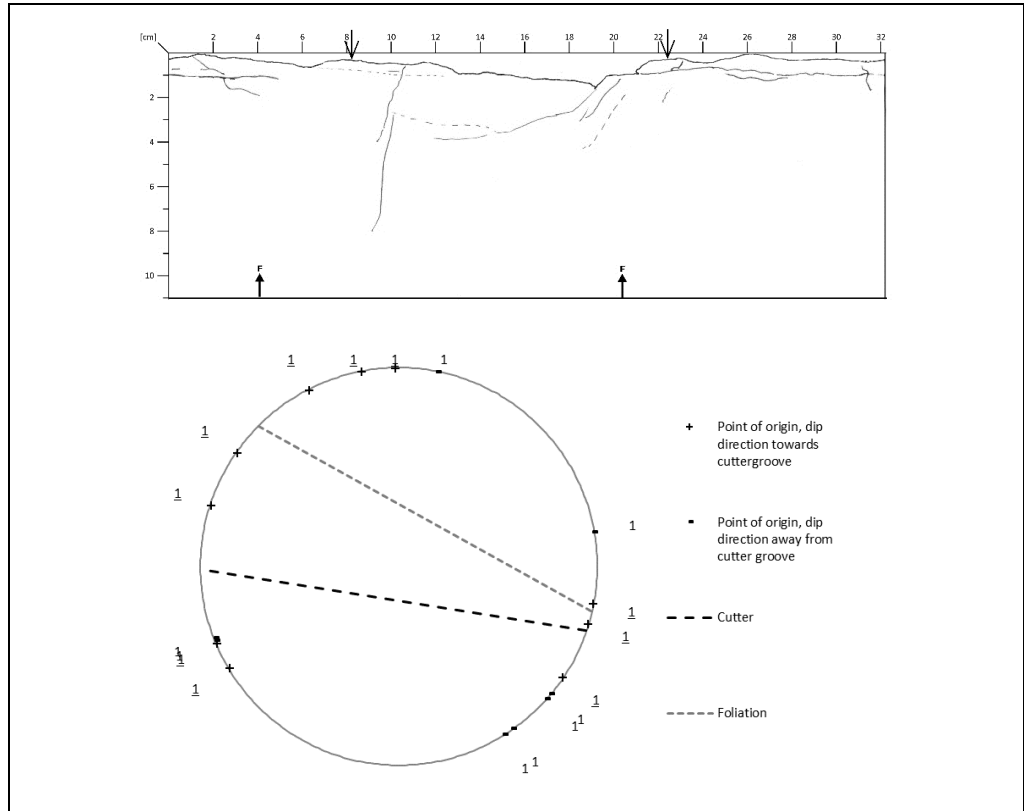 [cm] 2 4 6 8 10 12 14 16 18 20 22 24 26 28 30 32
2
4
6
8
10
F F
1 1 1 1
1
1
1
1
1
1
1
1
1
1
1
1
1 1
Point of origin, dip
direction towards
cuttergroove
Point of origin, dip
direction away from
cutter groove
Cutter
Foliation